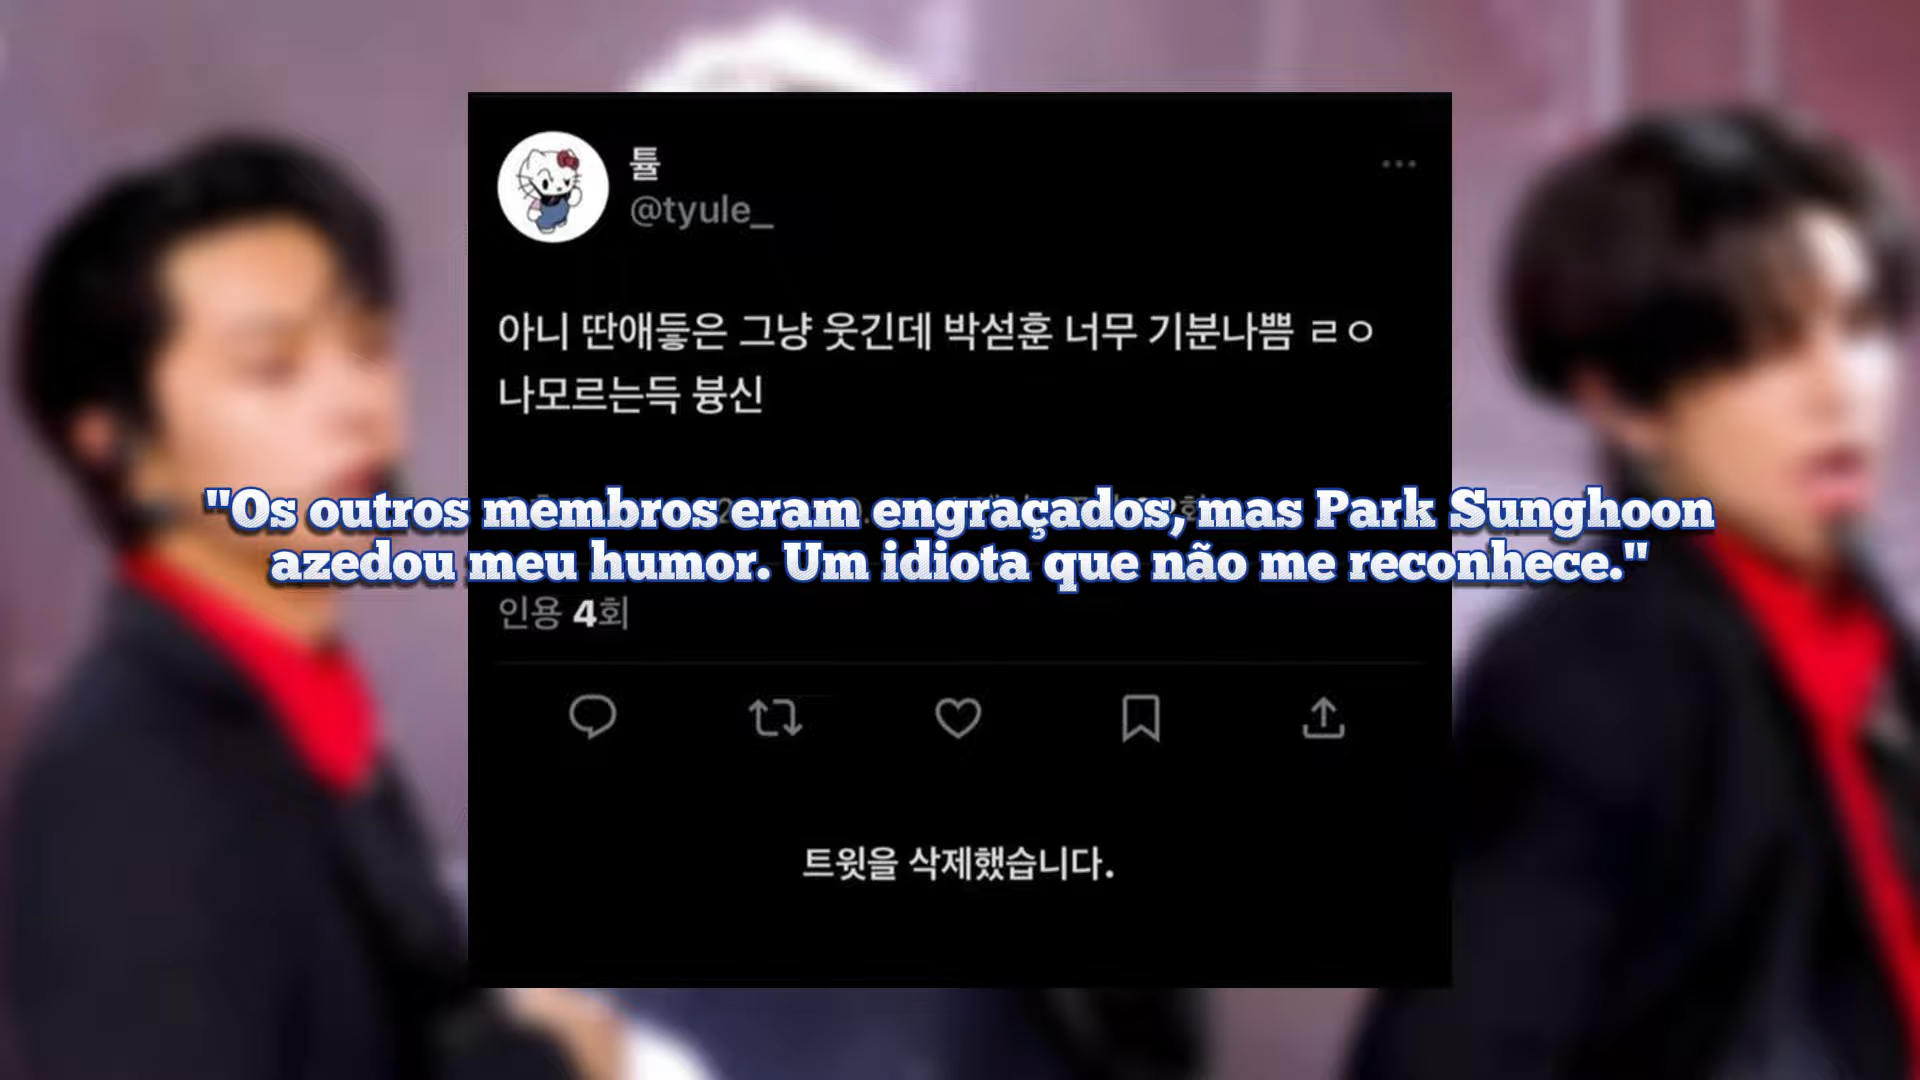 튤
@tyule_
아니 딴애듷은 그냥 웃긴데 박섣훈 너무 기분나쁨 ㄹㅇ
나모르는득 븅신
"Os outros membros eram engraçados, mas Park Sunghoon
azedou meu humor. Um idiota que não me reconhece."
인용 4회
트윗을 삭제했습니다.